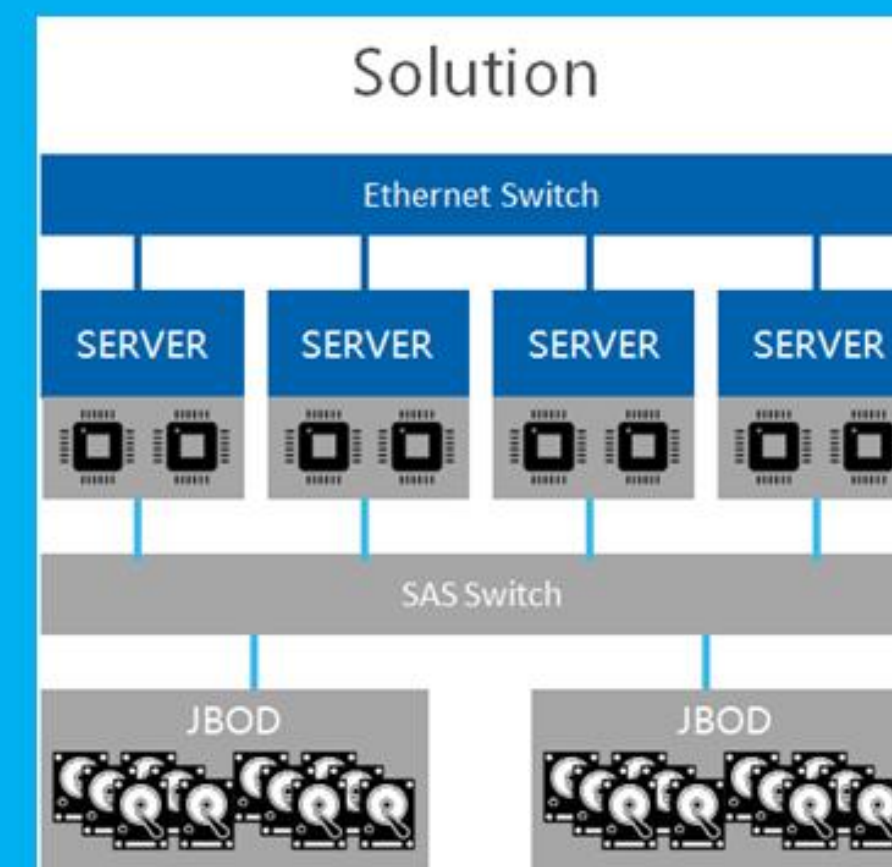 Solution
Ethernet Switch
SERVER SERVER SERVER SERVER
SAS Switch
JBOD JBOD